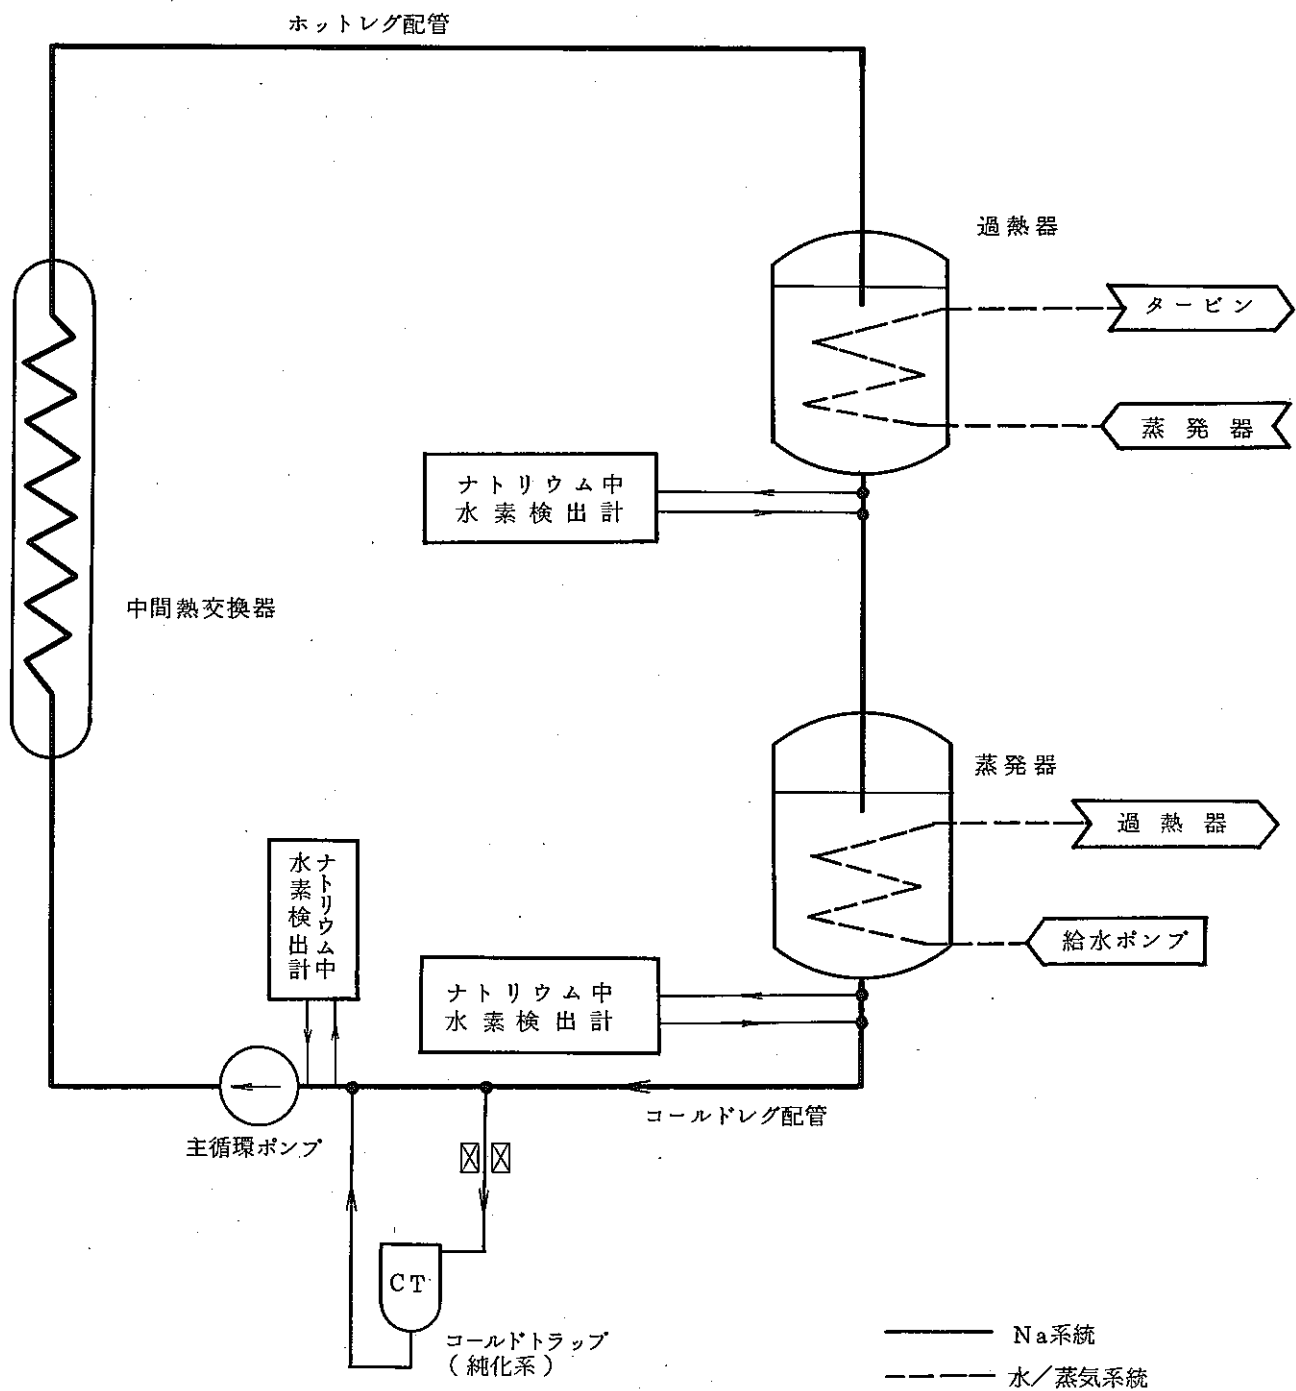 ホットレグ配管
過熱器
タービン
蒸発器
ナトリウム中
水素検出計
中間熱交換器
蒸発器
過熱器
ナトリウム中
水素検出計
給水ポンプ
ナトリウム中
水素検出計
コールドレグ配管
主循環ポンプ
CT
コールドトラップ
(純化系)
Na系統
水/蒸気系統